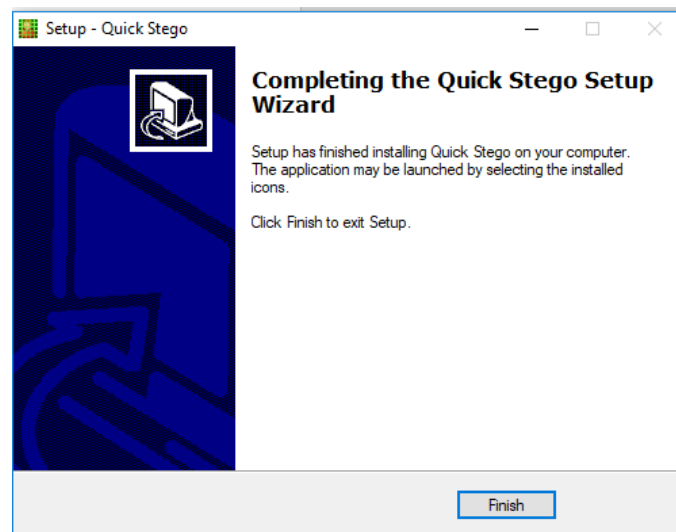 Setup - Quick Stego
Completing the Quick Stego Setup
Wizard
Setup has finished installing Quick Stego on your computer.
The application may be launched by selecting the installed
icons.
Click Finish to exit Setup.
Finish